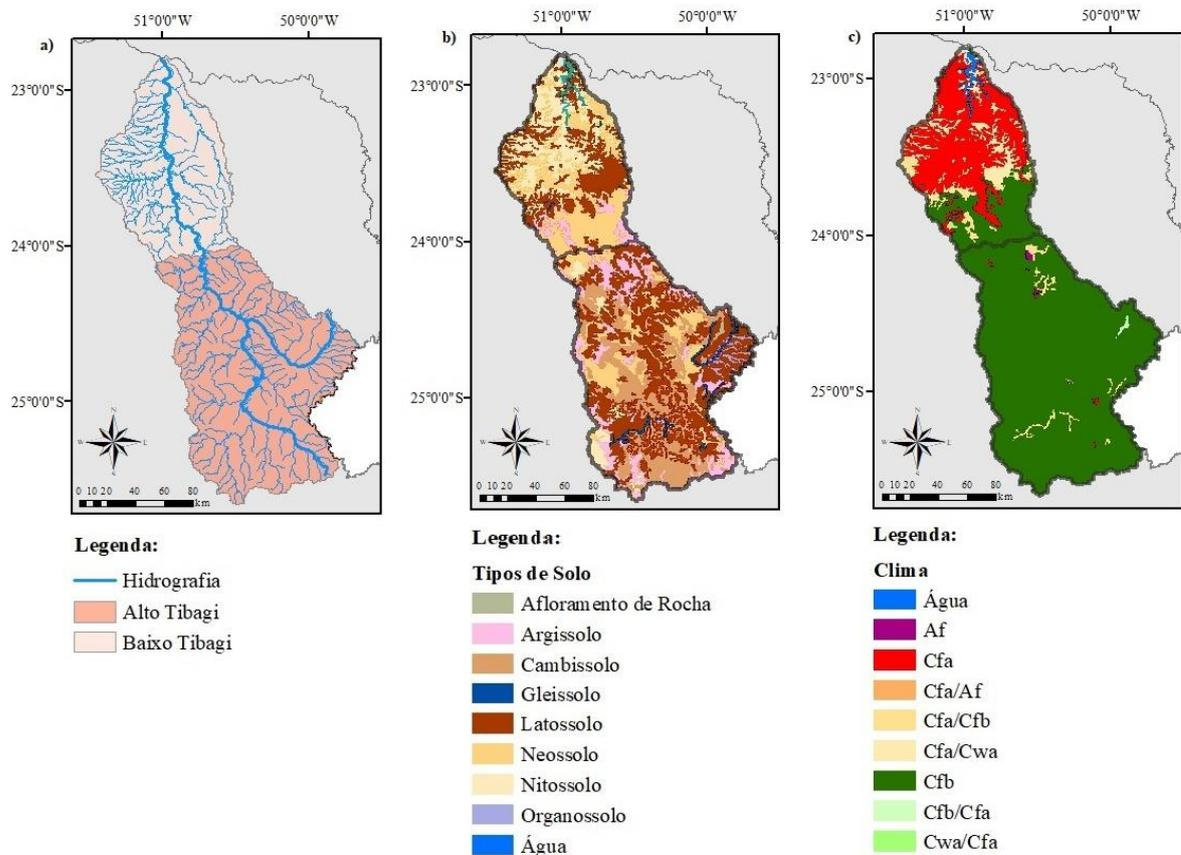 a)
51°0'0"W 50°0'0"W
23°0'0"S
24°0'0"S
25°0'0"S
N
W L
S
0 10 20 40 60 80
km
Legenda:
Hidrografia
Alto Tibagi
Baixo Tibagi
b)
51°0'0"W 50°0'0"W
23°0'0"S
24°0'0"S
25°0'0"S
N
W L
S
0 10 20 40 60 80
km
Legenda:
Tipos de Solo
Afloramento de Rocha
Argissolo
Cambissolo
Gleissolo
Latossolo
Neossolo
Nitossolo
Organossolo
Água
c)
51°0'0"W 50°0'0"W
23°0'0"S
24°0'0"S
25°0'0"S
N
W L
S
0 10 20 40 60 80
km
Legenda:
Clima
Água
Af
Cfa
Cfa/Af
Cfa/Cfb
Cfa/Cwa
Cfb
Cfb/Cfa
Cwa/Cfa